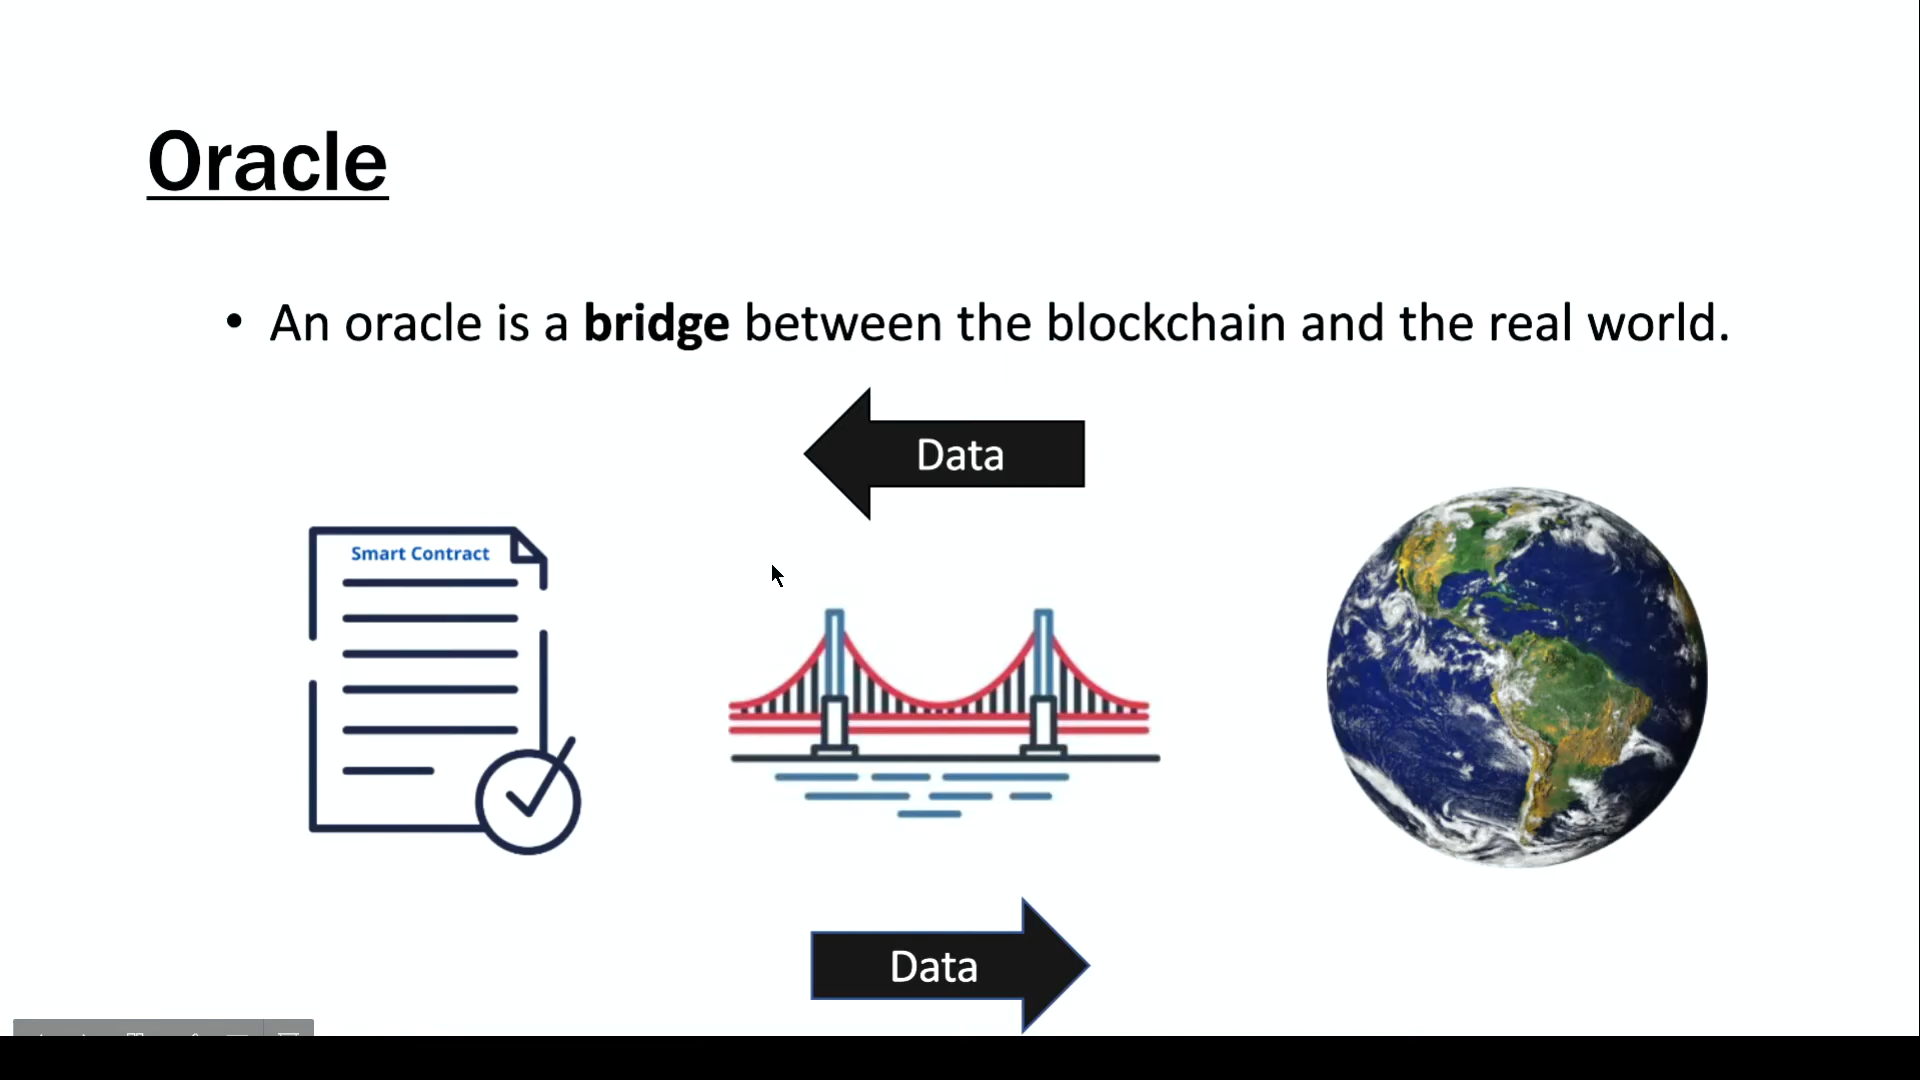 Oracle
• An oracle is a bridge between the blockchain and the real world.
Data
Smart Contract
Data